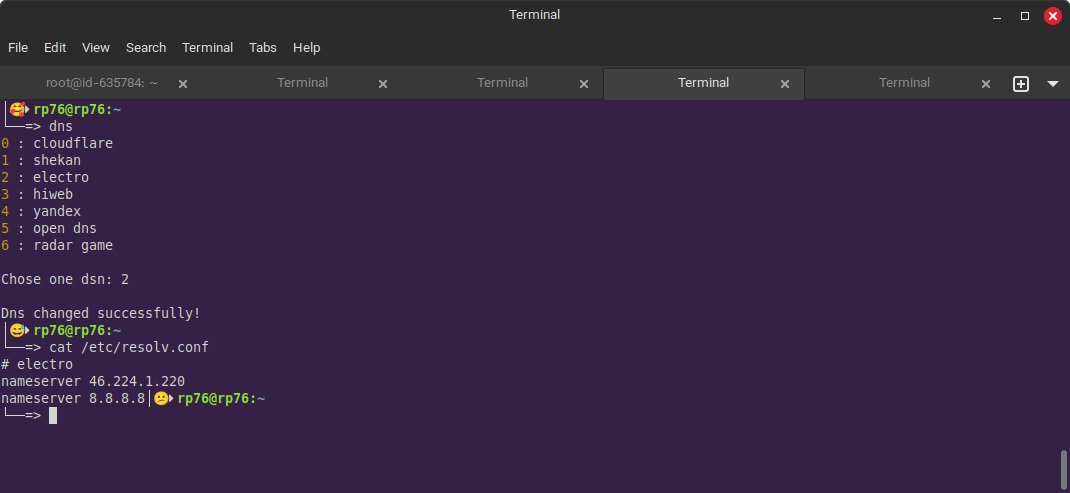 Terminal
File Edit View Search Terminal Tabs Help
root@id-635784: ~ Terminal Terminal Terminal Terminal
rp76@rp76:~
└──=> dns
0 : cloudflare
1 : shekan
2 : electro
3 : hiweb
4 : yandex
5 : open dns
6 : radar game
Chose one dsn: 2
Dns changed successfully!
rp76@rp76:~
└──=> cat /etc/resolv.conf
# electro
nameserver 46.224.1.220
nameserver 8.8.8.8│😕rp76@rp76:~
└──=>